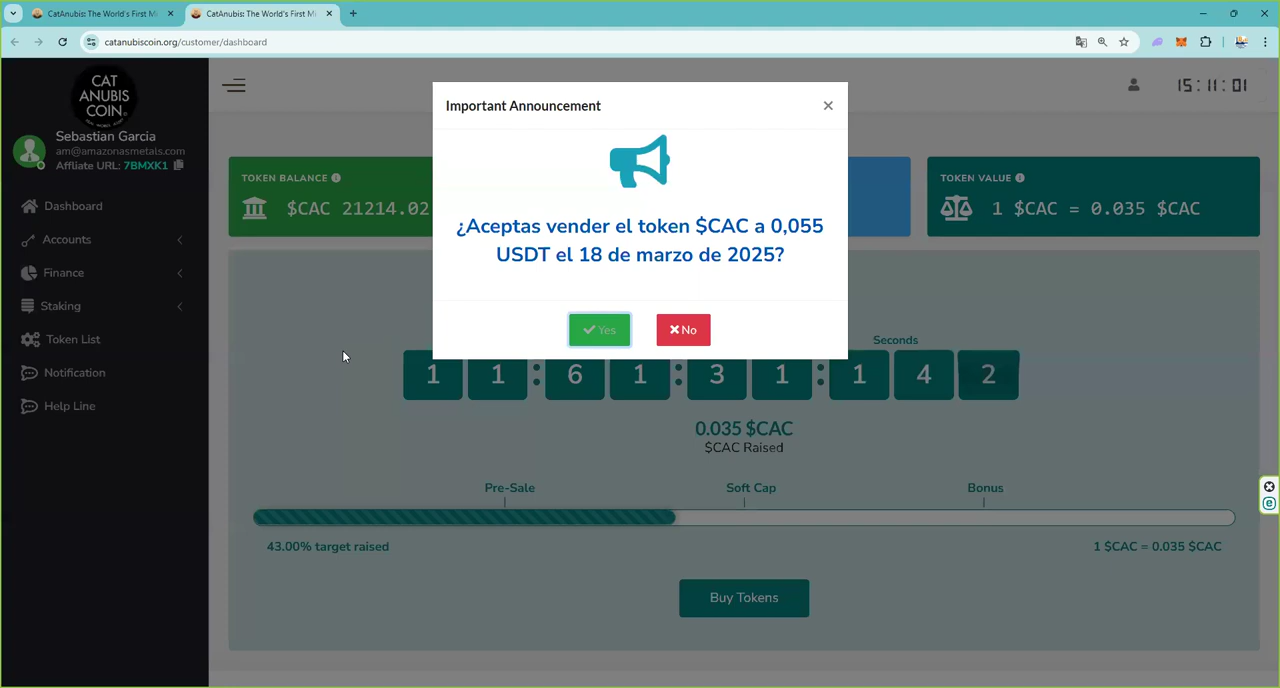 CatAnubis: The World's First Mi
CatAnubis: The World's First Mi
catanubiscoin.org/customer/dashboard
CAT
ANUBIS
COIN
Sebastian Garcia
am@amazonasmetals.com
Affliate URL: 7BMXK1
Dashboard
Accounts
Finance
Staking
Token List
Notification
Help Line
15:11:01
Important Announcement
¿Aceptas vender el token $CAC a 0,055
USDT el 18 de marzo de 2025?
Yes
No
TOKEN BALANCE
$CAC 21214.02
TOKEN VALUE
1 $CAC = 0.035 $CAC
Seconds
1 1 : 6 1 : 3 1 : 1 4 2
0.035 $CAC
$CAC Raised
Pre-Sale
Soft Cap
Bonus
43.00% target raised
1 $CAC = 0.035 $CAC
Buy Tokens